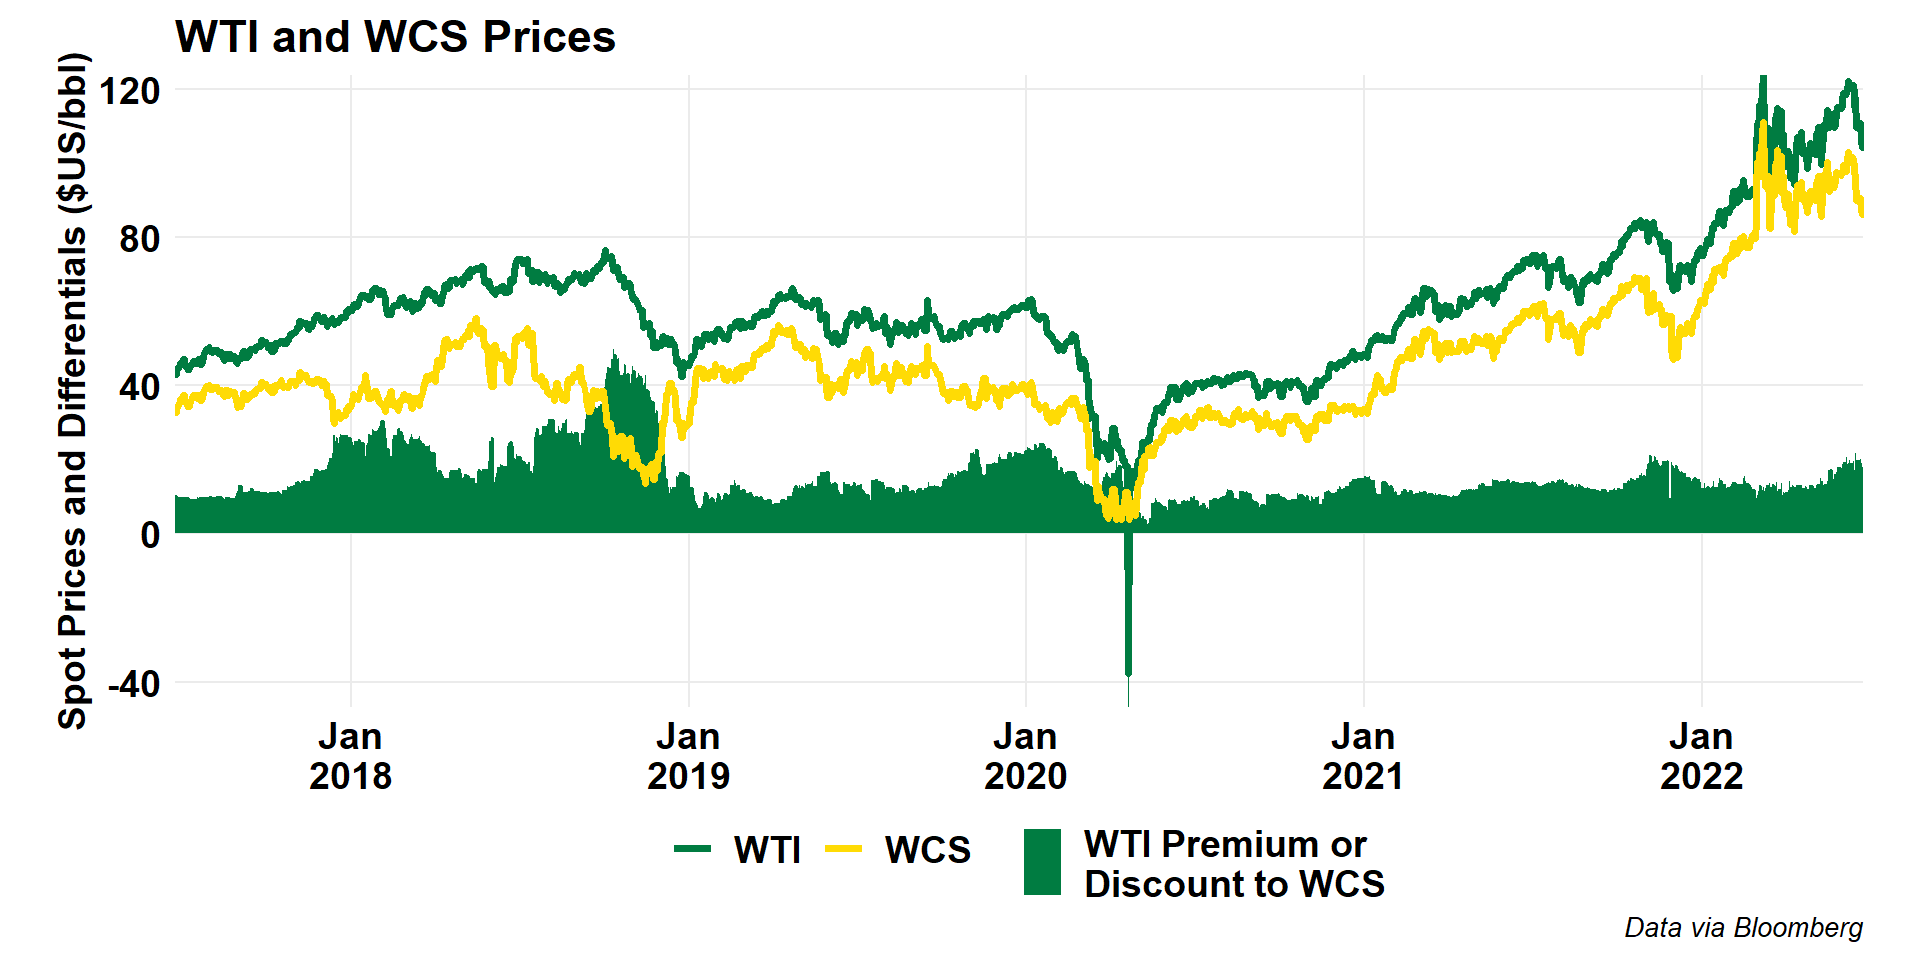 WTI and WCS Prices
Spot Prices and Differentials ($US/bbl)
120
80
40
0
-40
Jan
2018
Jan
2019
Jan
2020
Jan
2021
Jan
2022
WTI
WCS
WTI Premium or
Discount to WCS
Data via Bloomberg